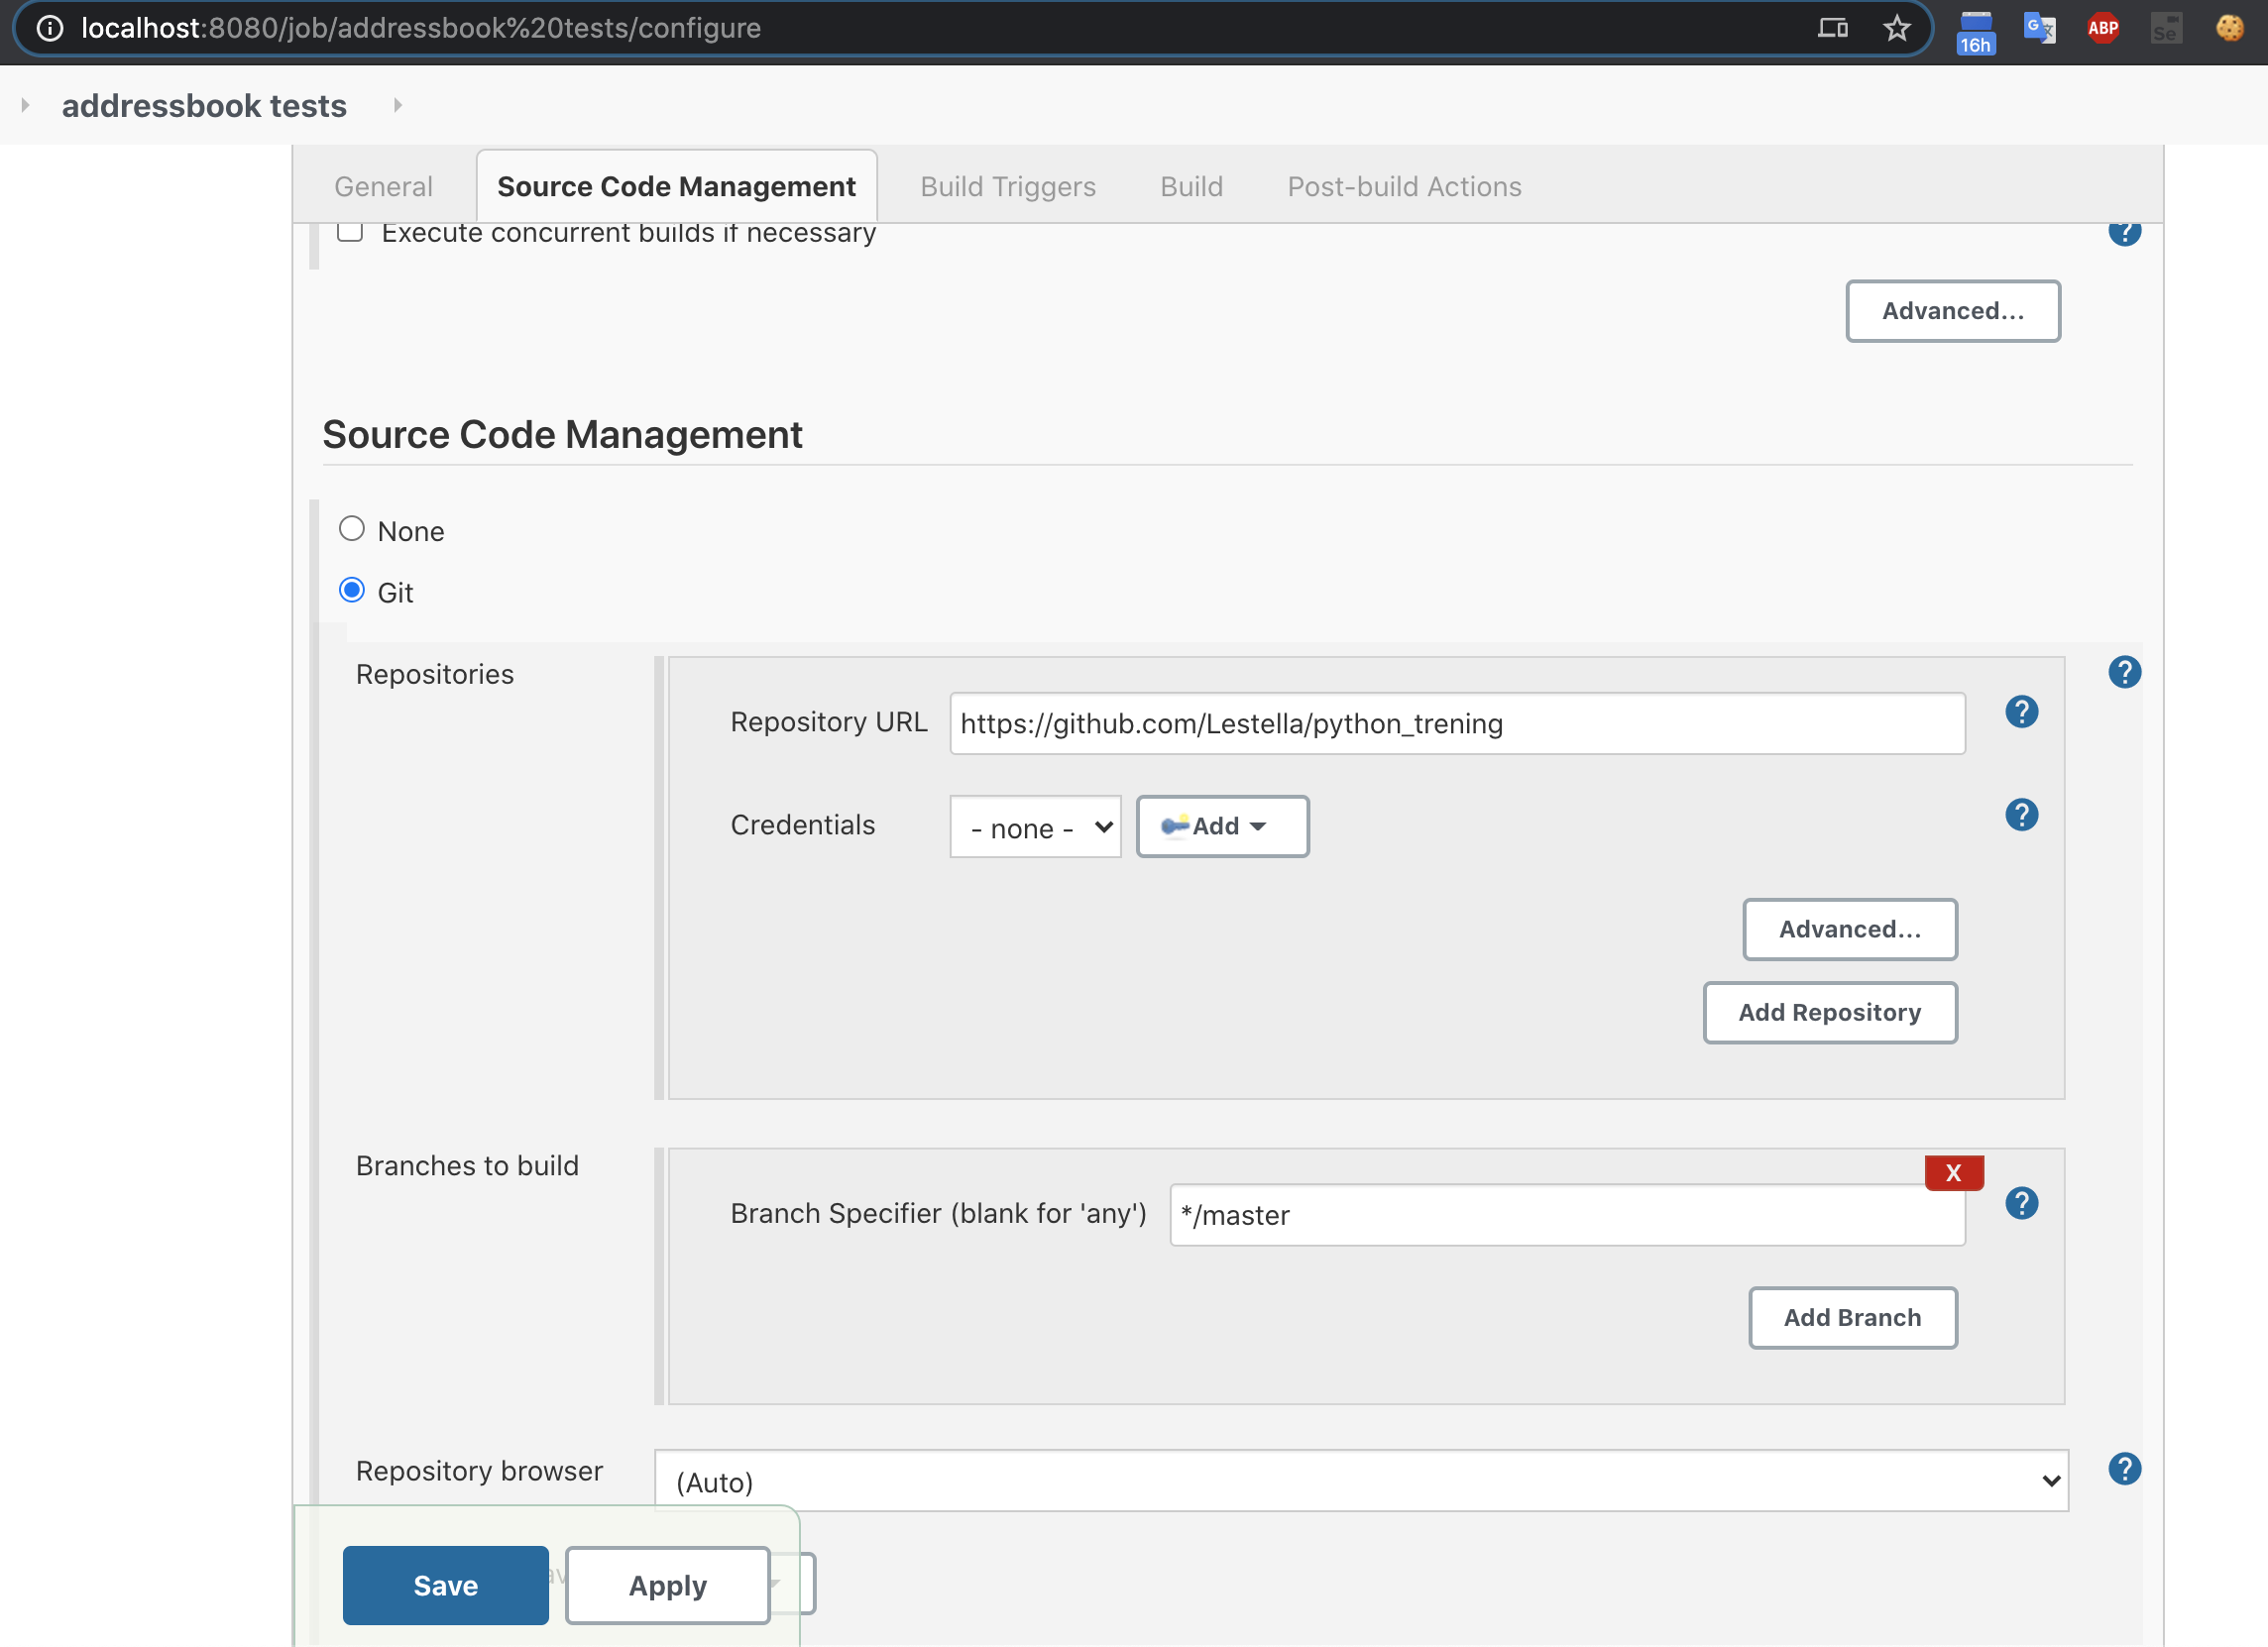 localhost:8080/job/addressbook%20tests/configure
16h
G
ABP
Se
addressbook tests
General
Source Code Management
Build Triggers
Build
Post-build Actions
Execute concurrent builds if necessary
?
Advanced...
Source Code Management
None
Git
Repositories
?
Repository URL
https://github.com/Lestella/python_trening
?
Credentials
- none -
Add
?
Advanced...
Add Repository
Branches to build
X
Branch Specifier (blank for 'any')
*/master
?
Add Branch
Repository browser
(Auto)
?
Save
Apply